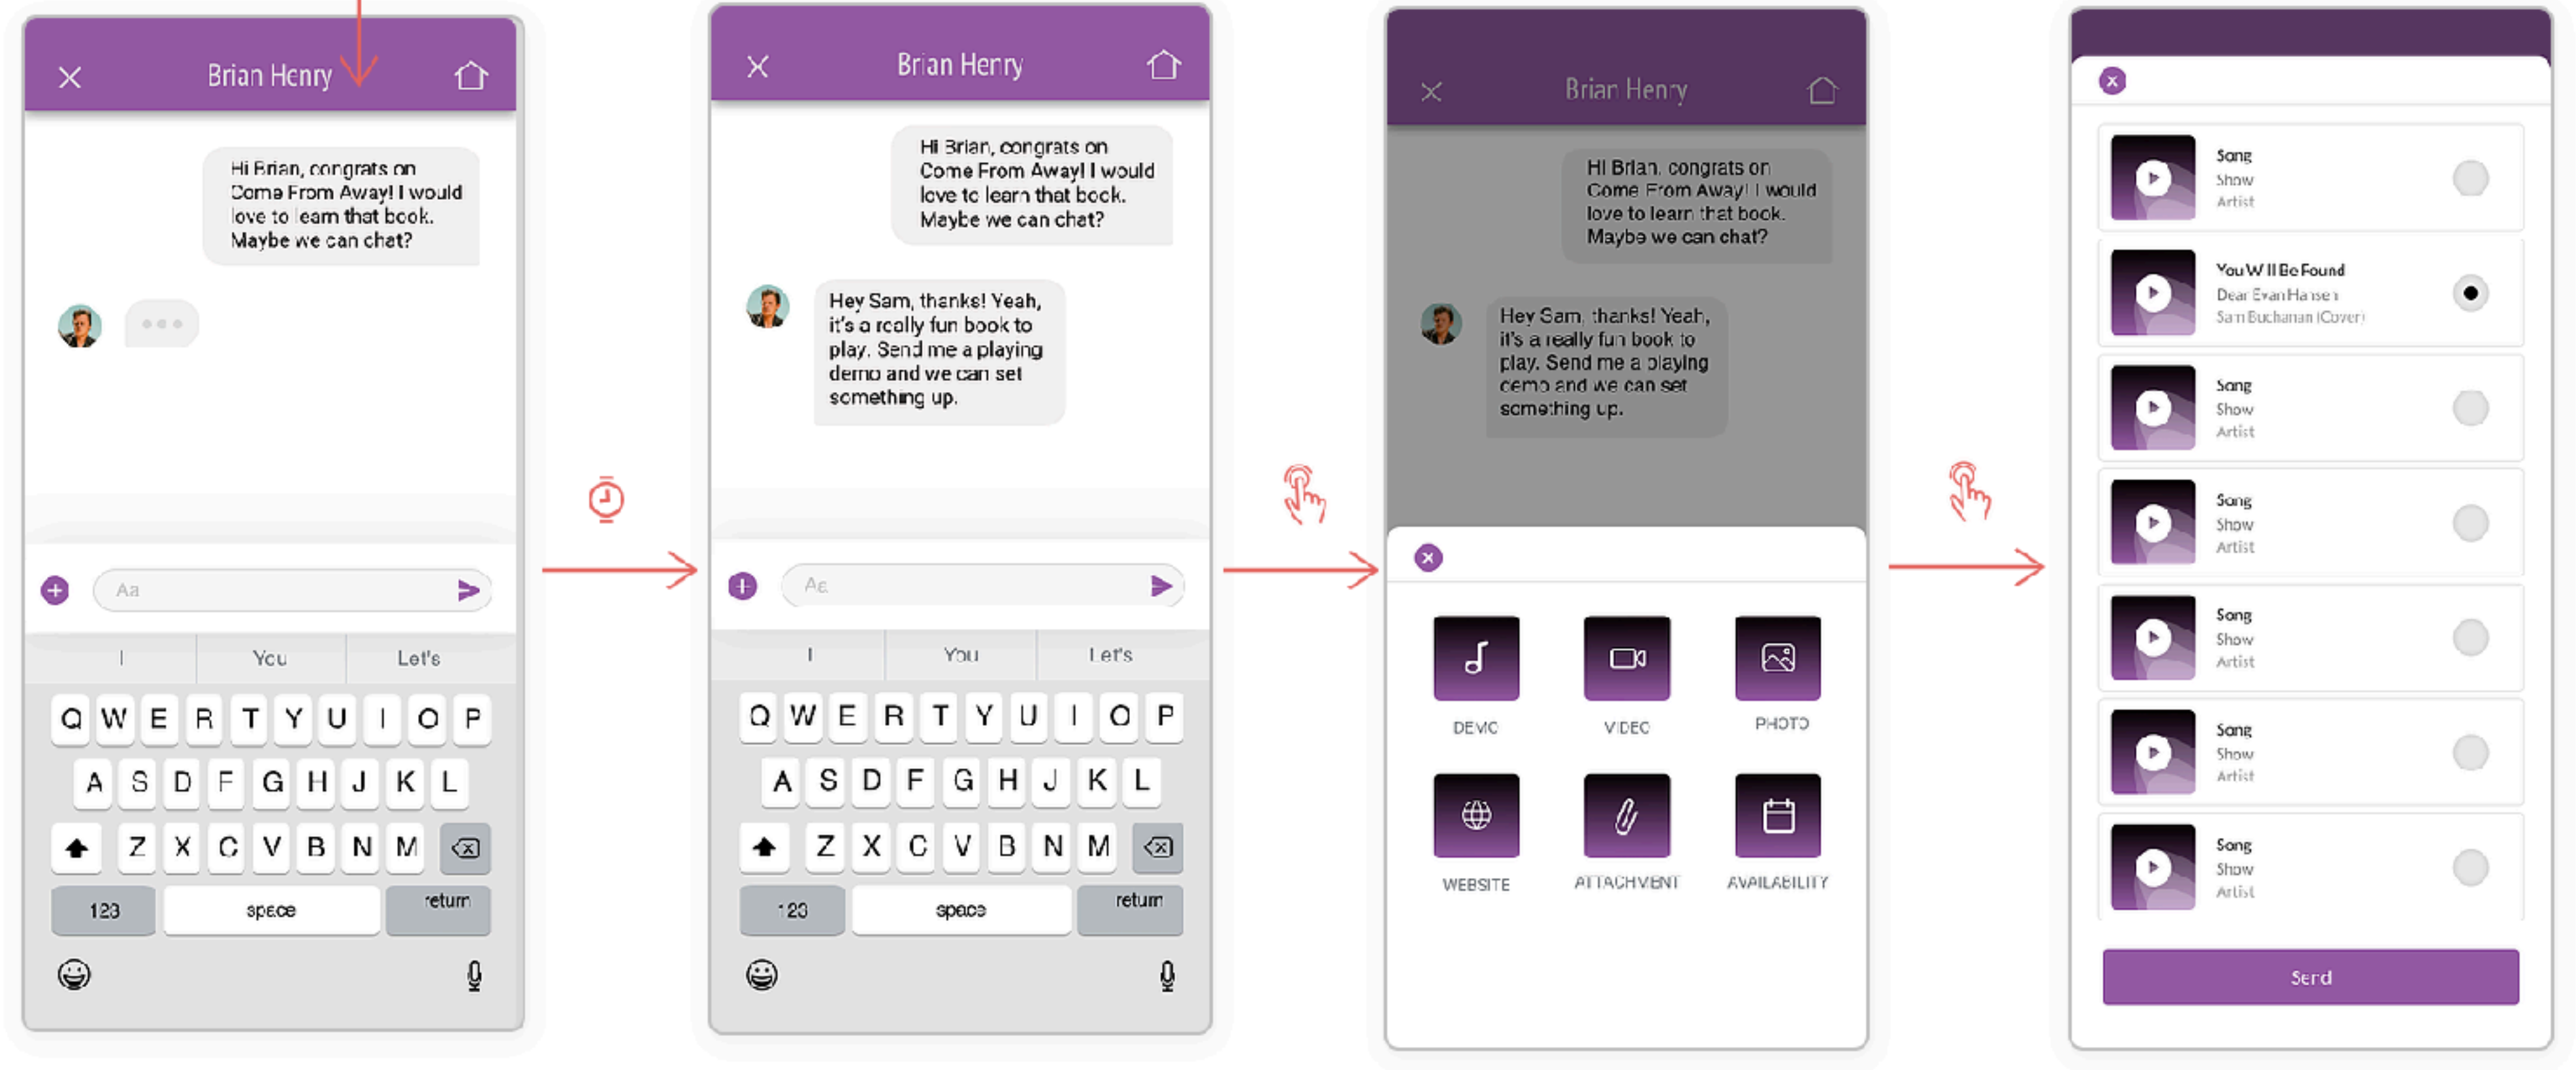 Brian Henry
Hi Brian, congrats on
Come From Away! I would
love to learn that book.
Maybe we can chat?
Aa
I You Let's
Q W E R T Y U I O P
A S D F G H J K L
Z X C V B N M
123 space return
Brian Henry
Hi Brian, congrats on
Come From Away! I would
love to learn that book.
Maybe we can chat?
Hey Sam, thanks! Yeah,
it's a really fun book to
play. Send me a playing
demo and we can set
something up.
Aa
I You Let's
Q W E R T Y U I O P
A S D F G H J K L
Z X C V B N M
123 space return
Brian Henry
Hi Brian, congrats on
Come From Away! I would
love to learn that book.
Maybe we can chat?
Hey Sam, thanks! Yeah,
it's a really fun book to
play. Send me a playing
demo and we can set
something up.
DEMO VIDEO PHOTO
WEBSITE ATTACHMENT AVAILABILITY
Song
Show
Artist
You Will Be Found
Dear Evan Hansen
Sam Buchanan (Cover)
Song
Show
Artist
Song
Show
Artist
Song
Show
Artist
Song
Show
Artist
Song
Show
Artist
Send